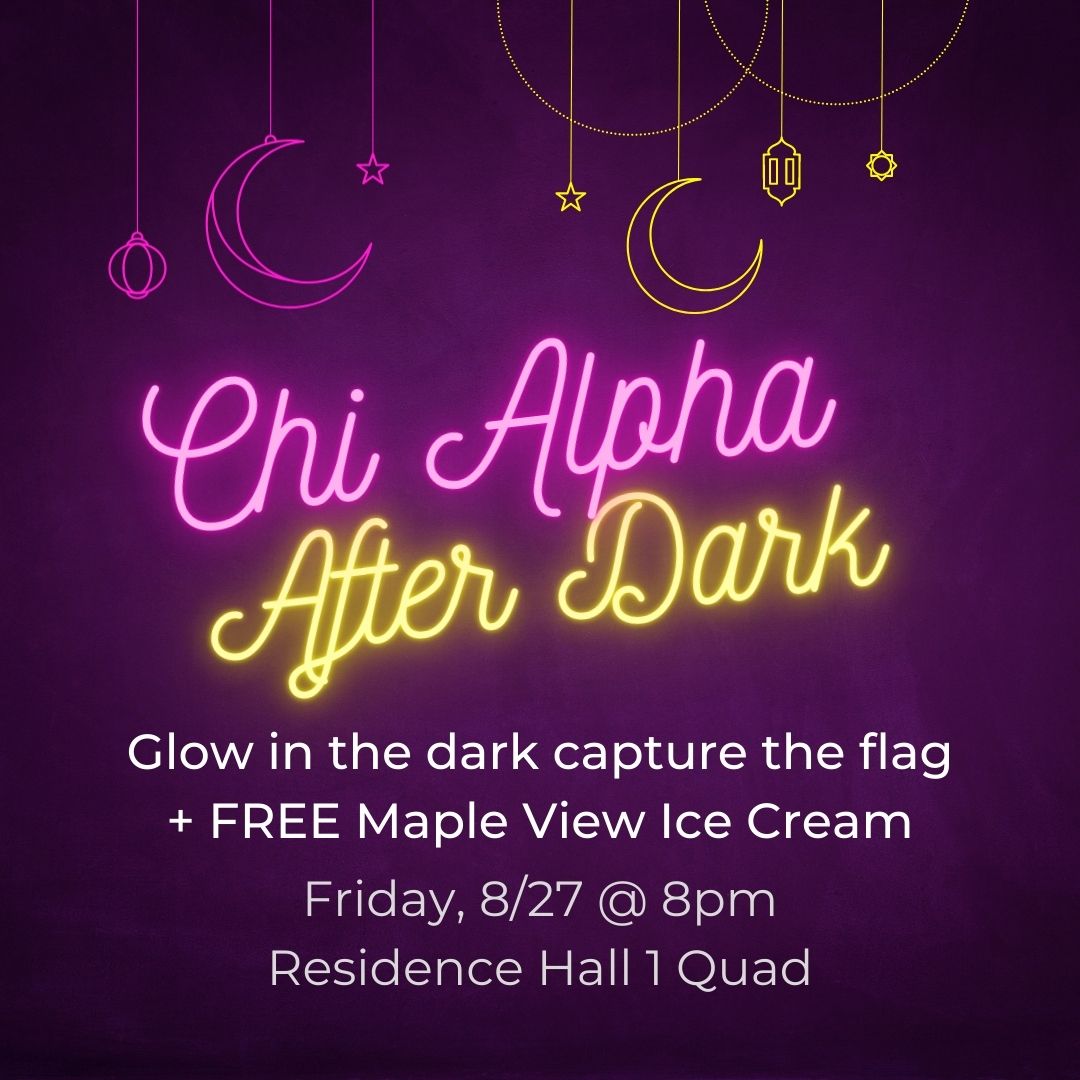 Chi Alpha
After Dark
Glow in the dark capture the flag
+ FREE Maple View Ice Cream
Friday, 8/27 @ 8pm
Residence Hall 1 Quad